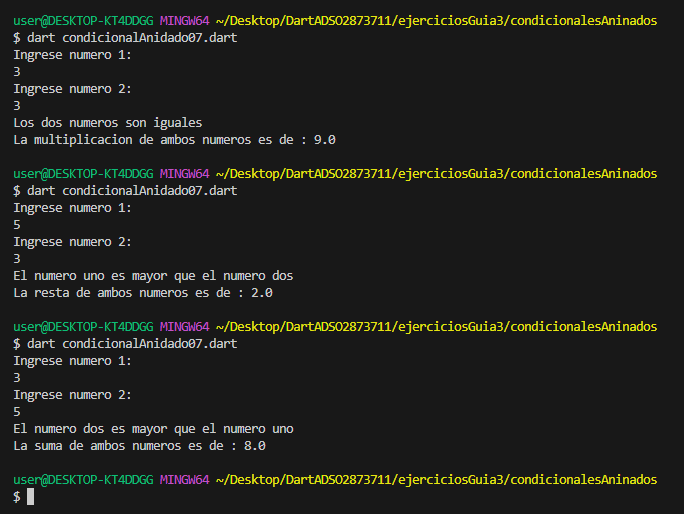 user@DESKTOP-KT4DDGG MINGW64 ~/Desktop/DartADSO2873711/ejerciciosGuia3/condicionalesAninados
$ dart condicionalAnidado07.dart
Ingrese numero 1:
3
Ingrese numero 2:
3
Los dos numeros son iguales
La multiplicacion de ambos numeros es de : 9.0
user@DESKTOP-KT4DDGG MINGW64 ~/Desktop/DartADSO2873711/ejerciciosGuia3/condicionalesAninados
$ dart condicionalAnidado07.dart
Ingrese numero 1:
5
Ingrese numero 2:
3
El numero uno es mayor que el numero dos
La resta de ambos numeros es de : 2.0
user@DESKTOP-KT4DDGG MINGW64 ~/Desktop/DartADSO2873711/ejerciciosGuia3/condicionalesAninados
$ dart condicionalAnidado07.dart
Ingrese numero 1:
3
Ingrese numero 2:
5
El numero dos es mayor que el numero uno
La suma de ambos numeros es de : 8.0
user@DESKTOP-KT4DDGG MINGW64 ~/Desktop/DartADSO2873711/ejerciciosGuia3/condicionalesAninados
$